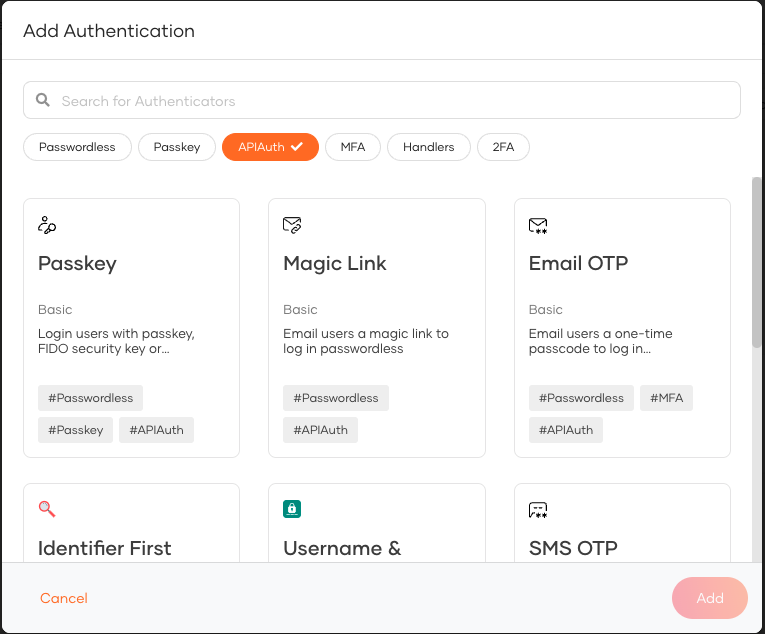 Add Authentication
Search for Authenticators
Passwordless
Passkey
APIAuth
MFA
Handlers
2FA
Passkey
Basic
Login users with passkey,
FIDO security key or...
#Passwordless
#Passkey #APIAuth
Magic Link
Basic
Email users a magic link to
log in passwordless
#Passwordless
#APIAuth
Email OTP
Basic
Email users a one-time
passcode to log in...
#Passwordless #MFA
#APIAuth
Identifier First
Username &
SMS OTP
Cancel
Add